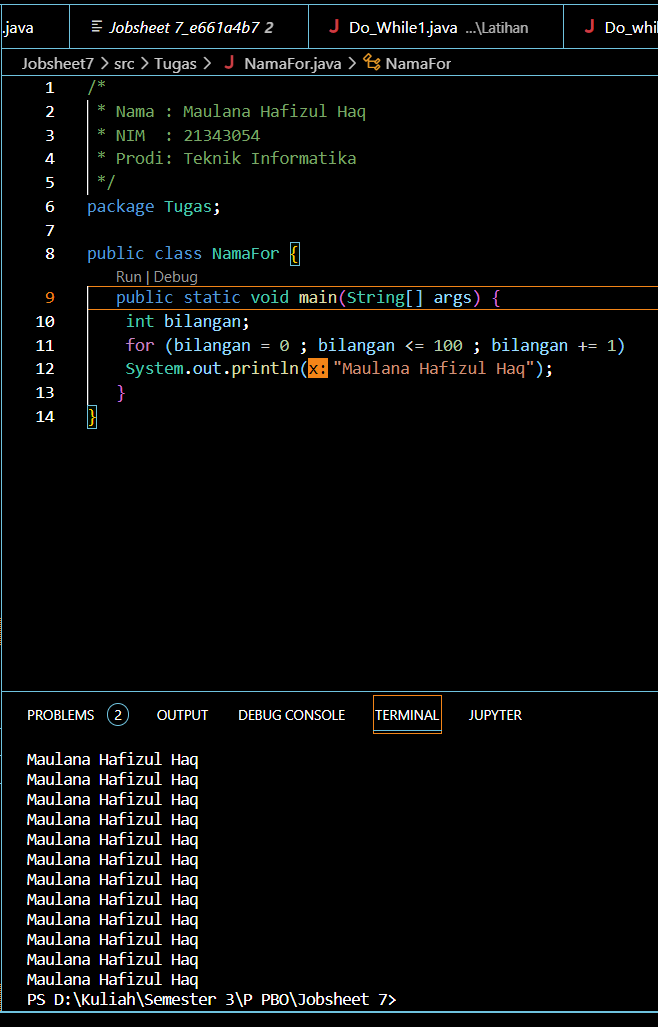 .java Jobsheet 7_e661a4b7 2 J Do_While1.java ...\Latihan J Do_whil
Jobsheet7 > src > Tugas > J NamaFor.java > NamaFor
1 /*
2 * Nama : Maulana Hafizul Haq
3 * NIM  : 21343054
4 * Prodi: Teknik Informatika
5 */
6 package Tugas;
7
8 public class NamaFor {
Run | Debug
9 public static void main(String[] args) {
10 int bilangan;
11 for (bilangan = 0 ; bilangan <= 100 ; bilangan += 1)
12 System.out.println(x: "Maulana Hafizul Haq");
13 }
14 }
PROBLEMS 2 OUTPUT DEBUG CONSOLE TERMINAL JUPYTER
Maulana Hafizul Haq
Maulana Hafizul Haq
Maulana Hafizul Haq
Maulana Hafizul Haq
Maulana Hafizul Haq
Maulana Hafizul Haq
Maulana Hafizul Haq
Maulana Hafizul Haq
Maulana Hafizul Haq
Maulana Hafizul Haq
Maulana Hafizul Haq
Maulana Hafizul Haq
PS D:\Kuliah\Semester 3\P PBO\Jobsheet 7>